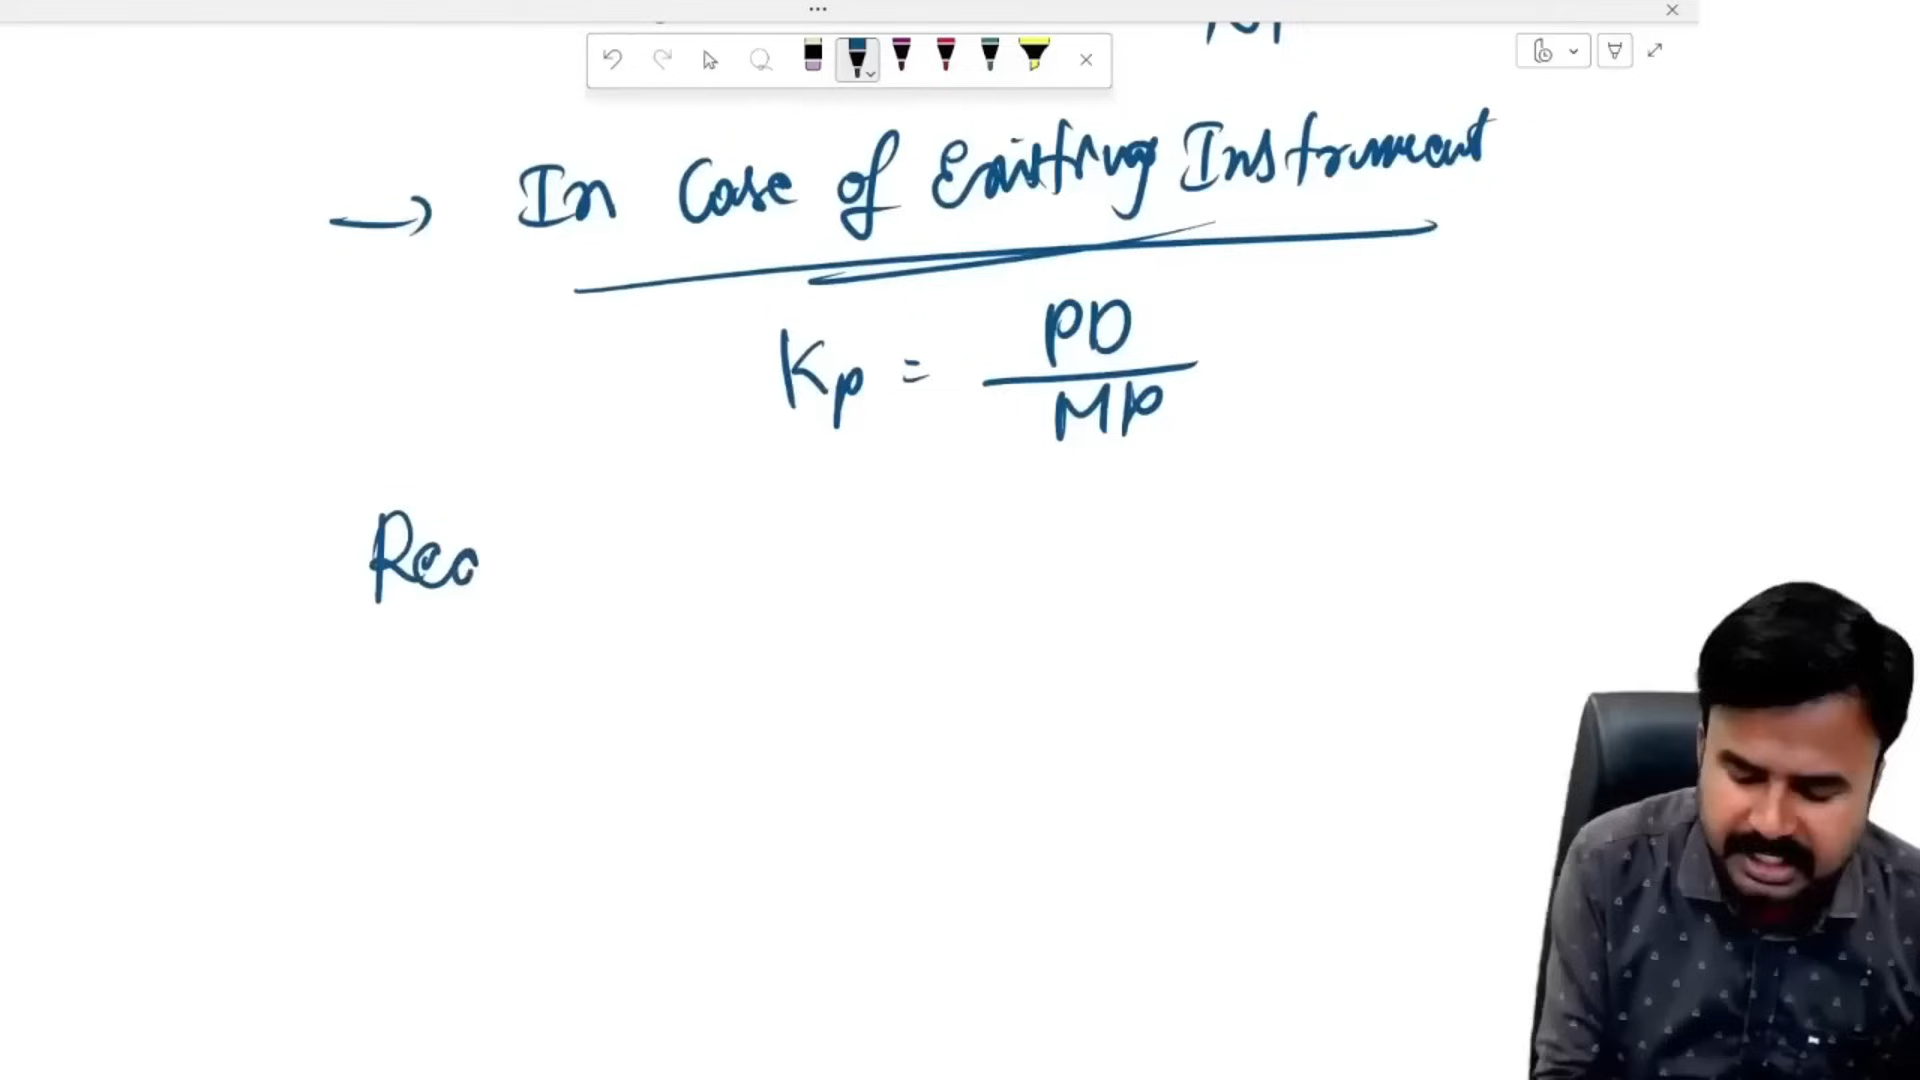 → In Case of Existing Instrument
Kp = PD
MP
Rec